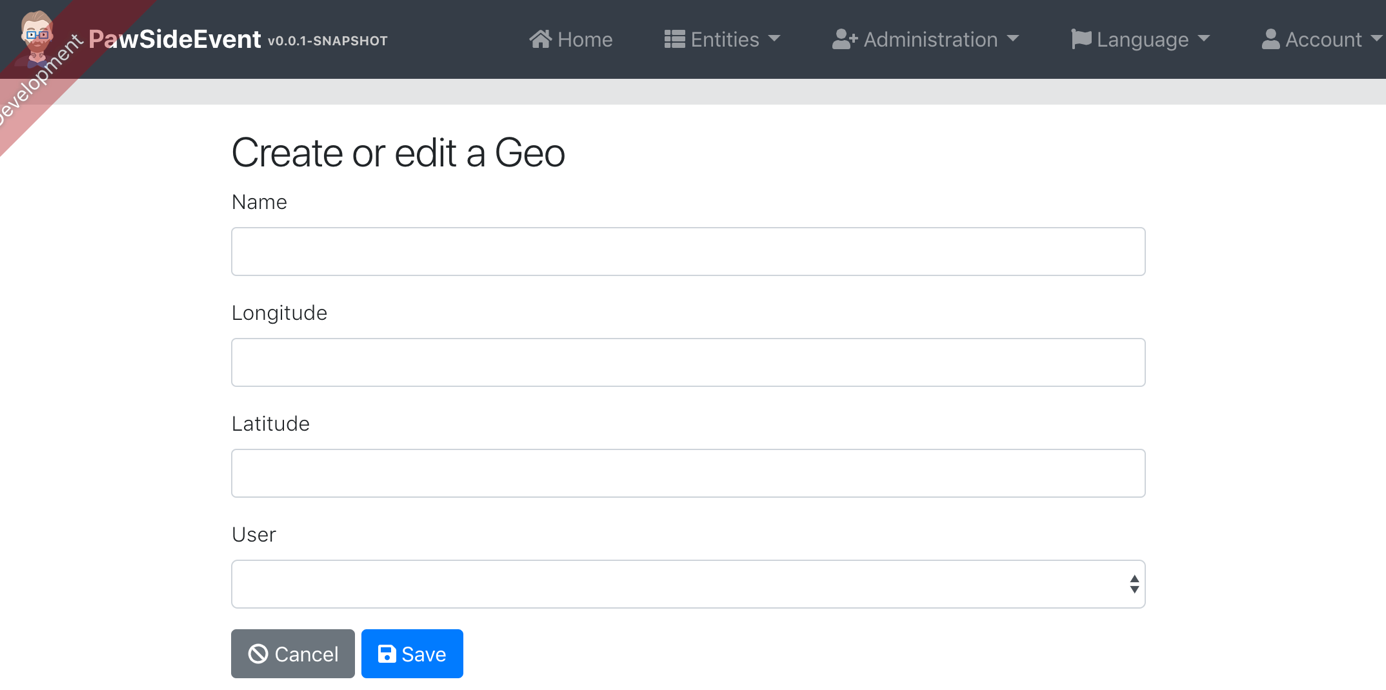 Development
PawSideEvent v0.0.1-SNAPSHOT
Home
Entities
Administration
Language
Account
Create or edit a Geo
Name
Longitude
Latitude
User
Cancel
Save